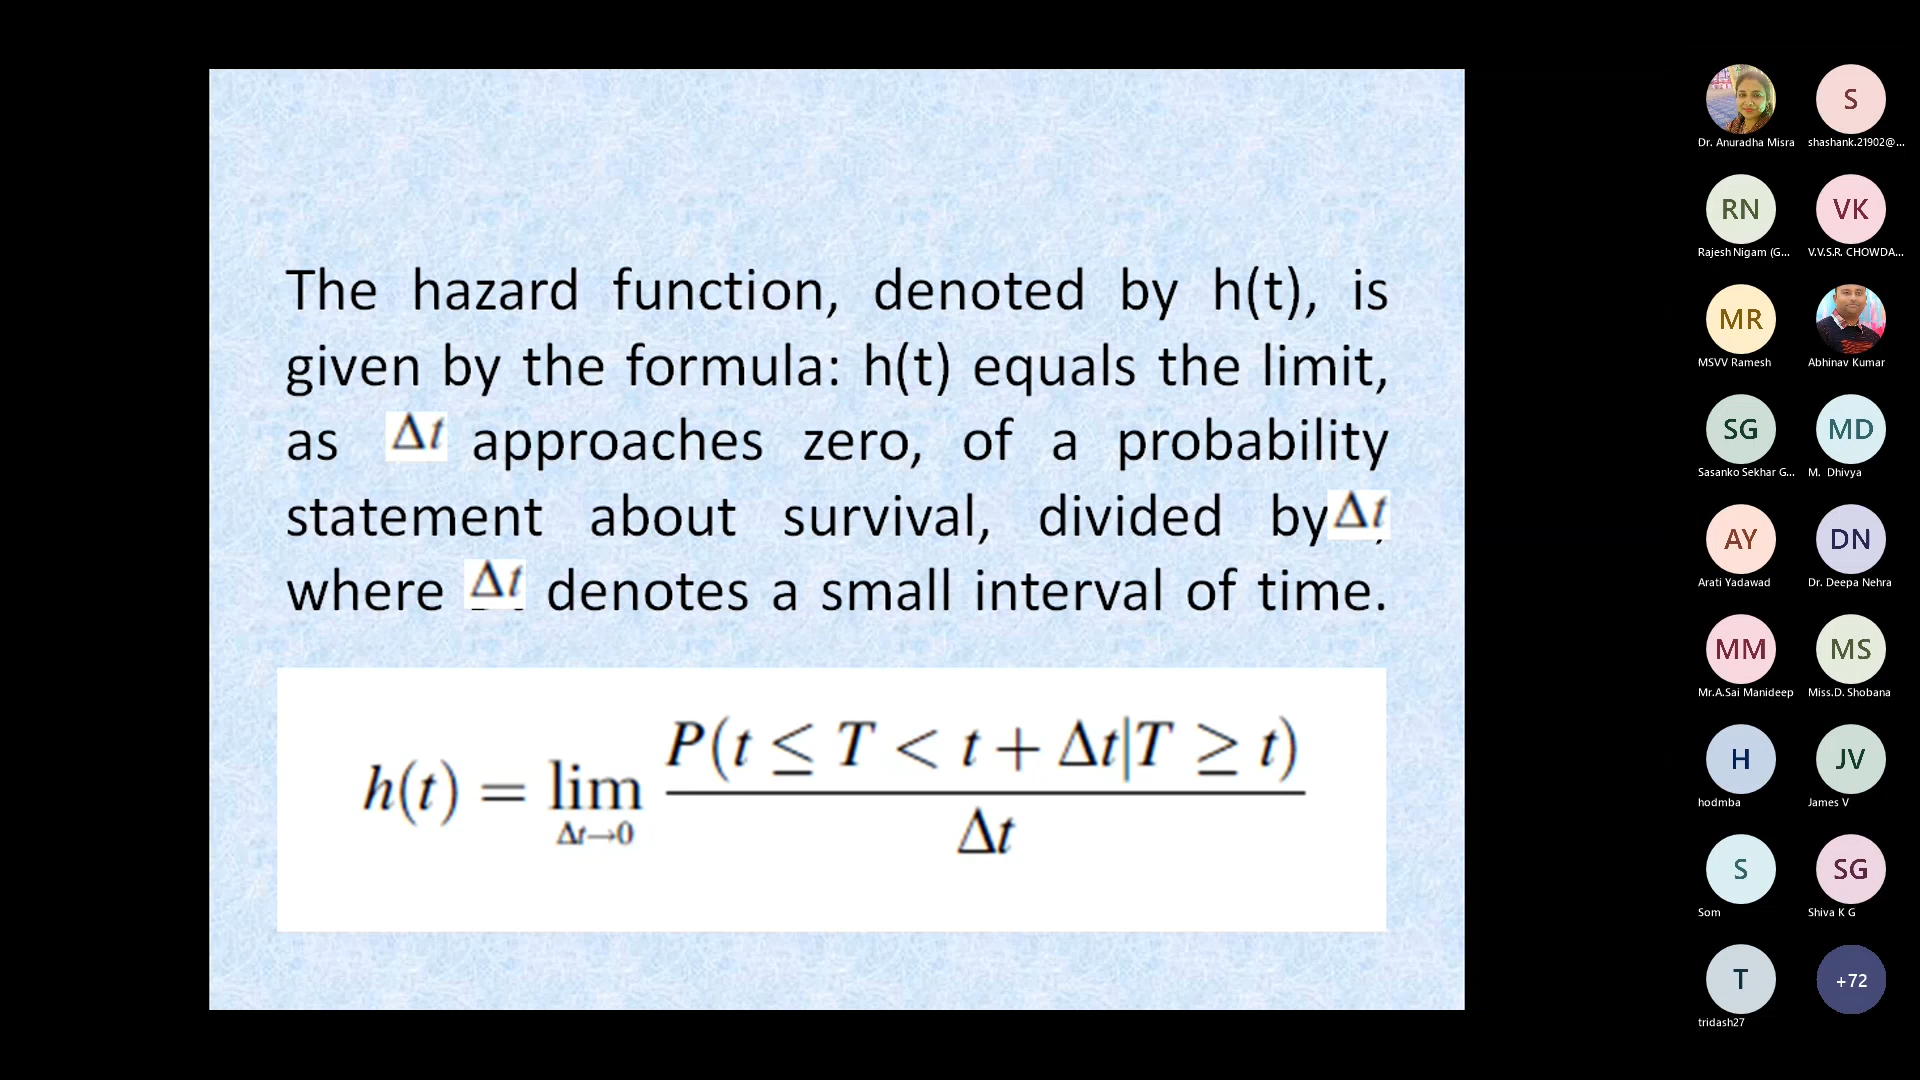 The hazard function, denoted by h(t), is
given by the formula: h(t) equals the limit,
as Δt approaches zero, of a probability
statement about survival, divided by Δt,
where Δt denotes a small interval of time.
h(t) = lim Δt→0 P(t ≤ T < t + Δt|T ≥ t) / Δt
Dr. Anuradha Misra
S
shashank.21902@...
RN
Rajesh Nigam (G...
VK
V.V.S.R. CHOWDA...
MR
MSVV Ramesh
Abhinav Kumar
SG
Sasanko Sekhar G...
MD
M. Dhivya
AY
Arati Yadawad
DN
Dr. Deepa Nehra
MM
Mr.A.Sai Manideep
MS
Miss.D. Shobana
H
hodmba
JV
James V
S
Som
SG
Shiva K G
T
tridash27
+72